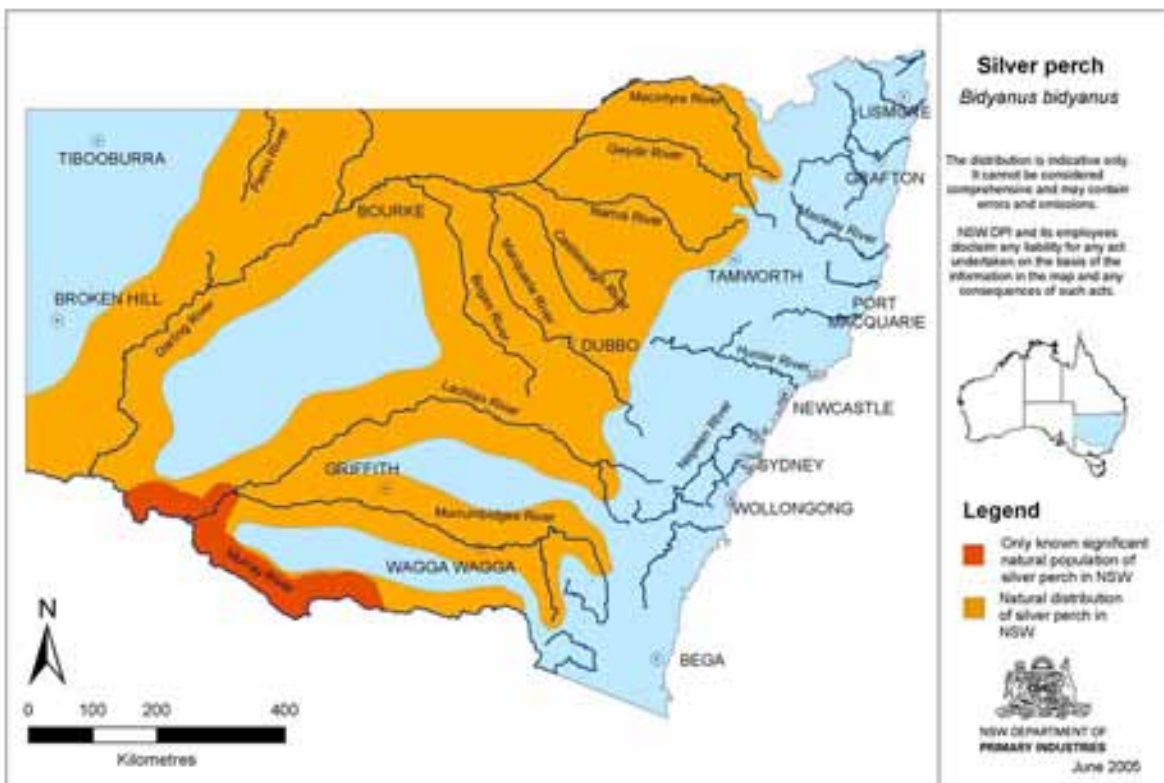 Silver perch
Bidyanus bidyanus
The distribution is indicative only.
It cannot be considered
comprehensive and may contain
errors and omissions.
NSW DPI and its employees
disclaim any liability for any act
undertaken on the basis of the
information in the map and any
consequences of such acts.
Legend
Only known significant
natural population of
silver perch in NSW
Natural distribution
of silver perch in
NSW
NSW DEPARTMENT OF
PRIMARY INDUSTRIES
June 2005
TIBOOBURRA
Paroo River
Macintyre River
LISMORE
Gwydir River
GRAFTON
BOURKE
Namoi River
Macleay River
Castlereagh River
Macquarie River
Bogan River
TAMWORTH
BROKEN HILL
Darling River
PORT
MACQUARIE
DUBBO
Hunter River
Lachlan River
NEWCASTLE
Nepean River
GRIFFITH
SYDNEY
Murrumbidgee River
WOLLONGONG
Murray River
WAGGA WAGGA
BEGA
N
0 100 200 400
Kilometres